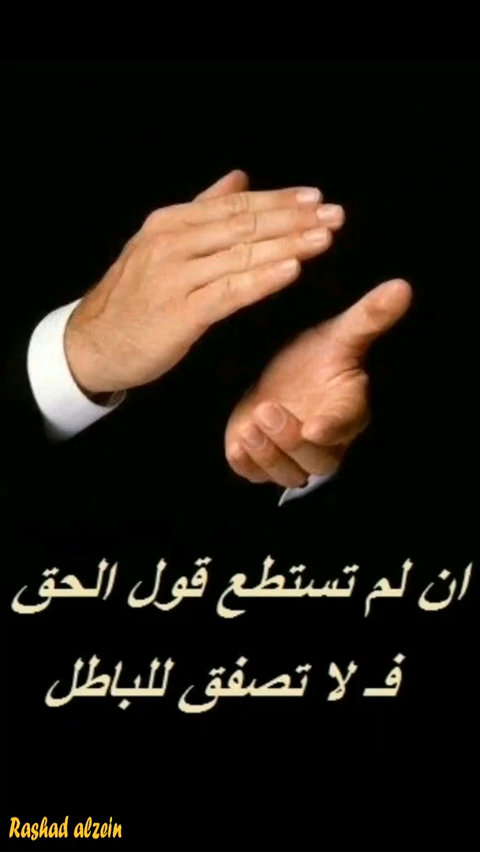 ان لم تستطع قول الحق
فـ لا تصفق للباطل
Rashad alzein